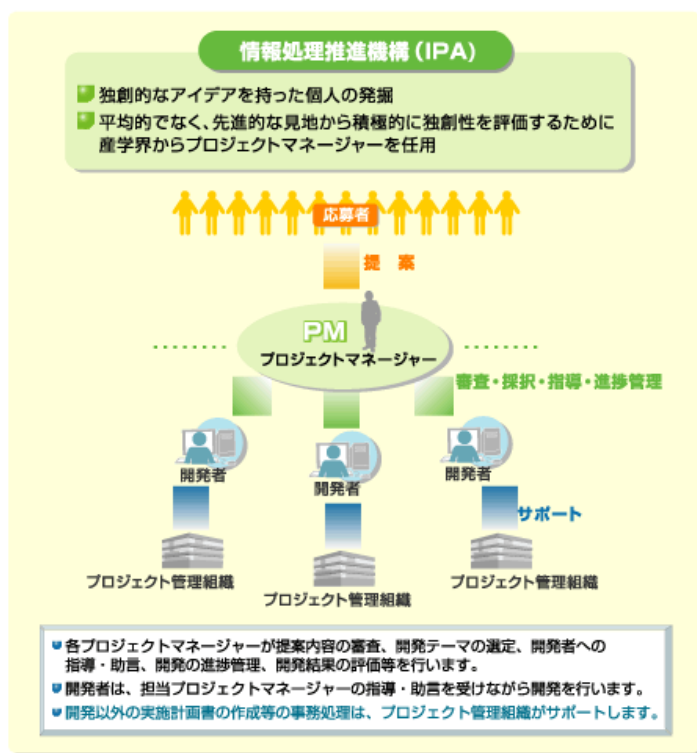 情報処理推進機構(IPA)
独創的なアイデアを持った個人の発掘
平均的でなく、先進的な見地から積極的に独創性を評価するために
産学界からプロジェクトマネージャーを任用
応募者
提 案
PM
プロジェクトマネージャー
審査・採択・指導・進捗管理
開発者
開発者
開発者
サポート
プロジェクト管理組織
プロジェクト管理組織
プロジェクト管理組織
各プロジェクトマネージャーが提案内容の審査、開発テーマの選定、開発者への
指導・助言、開発の進捗管理、開発結果の評価等を行います。
開発者は、担当プロジェクトマネージャーの指導・助言を受けながら開発を行います。
開発以外の実施計画書の作成等の事務処理は、プロジェクト管理組織がサポートします。